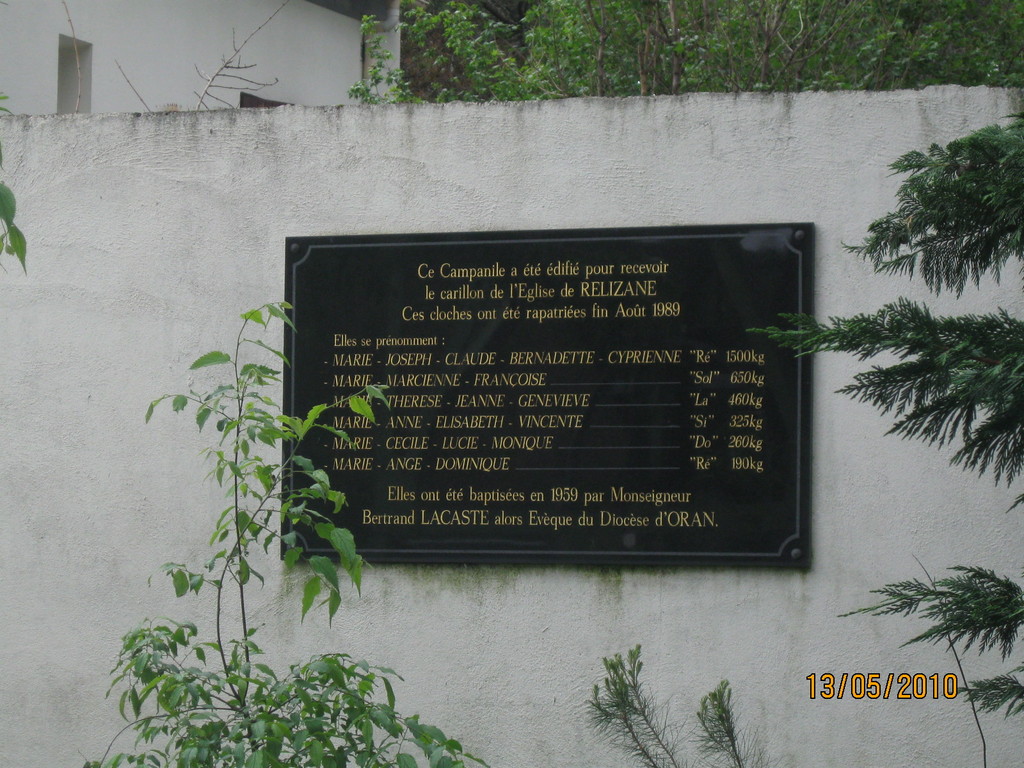 Ce Campanile a été édifié pour recevoir
le carillon de l'Eglise de RELIZANE
Ces cloches ont été rapatriées fin Août 1989
Elles se prénomment :
- MARIE - JOSEPH - CLAUDE - BERNADETTE - CYPRIENNE "Ré" 1500kg
- MARIE - MARCIENNE - FRANÇOISE "Sol" 650kg
- MARIE - THERESE - JEANNE - GENEVIEVE "La" 460kg
- MARIE - ANNE - ELISABETH - VINCENTE "Si" 325kg
- MARIE - CECILE - LUCIE - MONIQUE "Do" 260kg
- MARIE - ANGE - DOMINIQUE "Ré" 190kg
Elles ont été baptisées en 1959 par Monseigneur
Bertrand LACASTE alors Evèque du Diocèse d'ORAN.
13/05/2010